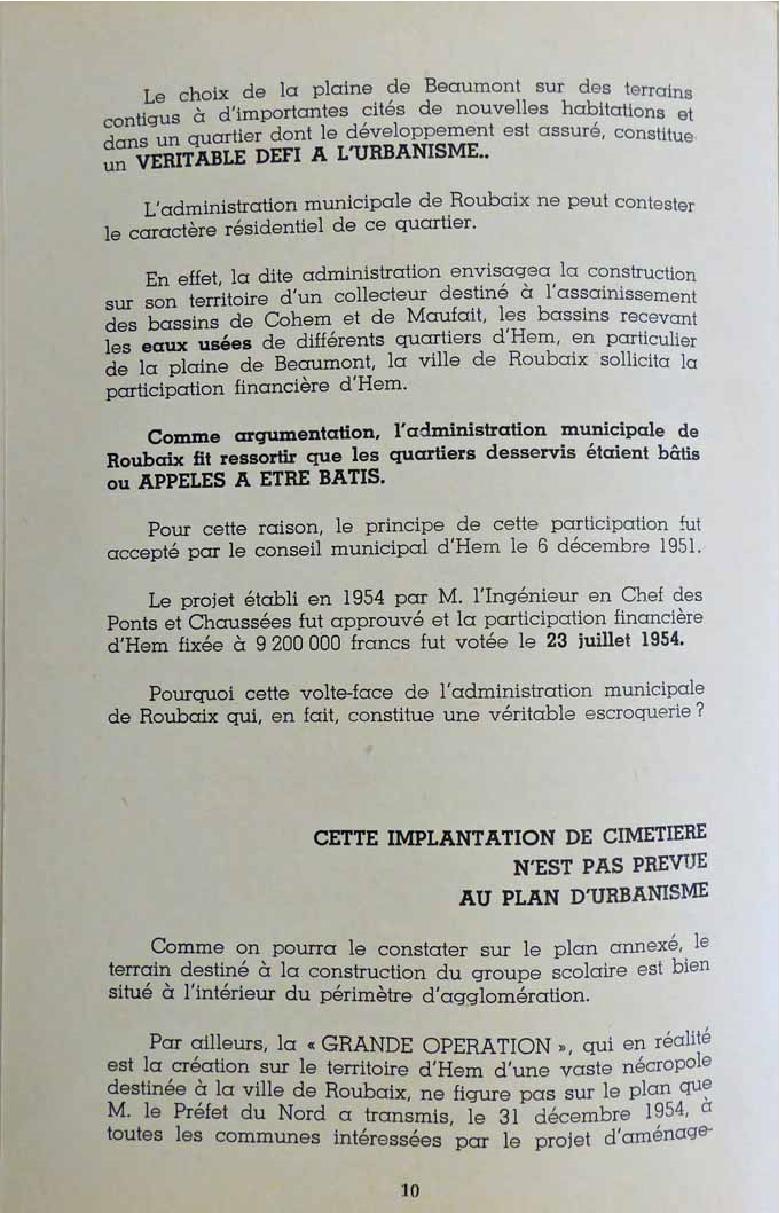 Le choix de la plaine de Beaumont sur des terrains
contigus à d'importantes cités de nouvelles habitations et
dans un quartier dont le développement est assuré, constitue
un VERITABLE DEFI A L'URBANISME..
L'administration municipale de Roubaix ne peut contester
le caractère résidentiel de ce quartier.
En effet, la dite administration envisagea la construction
sur son territoire d'un collecteur destiné à l'assainissement
des bassins de Cohem et de Maufait, les bassins recevant
les eaux usées de différents quartiers d'Hem, en particulier
de la plaine de Beaumont, la ville de Roubaix sollicita la
participation financière d'Hem.
Comme argumentation, l'administration municipale de
Roubaix fit ressortir que les quartiers desservis étaient bâtis
ou APPELES A ETRE BATIS.
Pour cette raison, le principe de cette participation fut
accepté par le conseil municipal d'Hem le 6 décembre 1951.
Le projet établi en 1954 par M. l'Ingénieur en Chef des
Ponts et Chaussées fut approuvé et la participation financière
d'Hem fixée à 9 200 000 francs fut votée le 23 juillet 1954.
Pourquoi cette volte-face de l'administration municipale
de Roubaix qui, en fait, constitue une véritable escroquerie ?
CETTE IMPLANTATION DE CIMETIERE
N'EST PAS PREVUE
AU PLAN D'URBANISME
Comme on pourra le constater sur le plan annexé, le
terrain destiné à la construction du groupe scolaire est bien
situé à l'intérieur du périmètre d'agglomération.
Par ailleurs, la « GRANDE OPERATION », qui en réalité
est la création sur le territoire d'Hem d'une vaste nécropole
destinée à la ville de Roubaix, ne figure pas sur le plan que
M. le Préfet du Nord a transmis, le 31 décembre 1954, à
toutes les communes intéressées par le projet d'aménage-
10